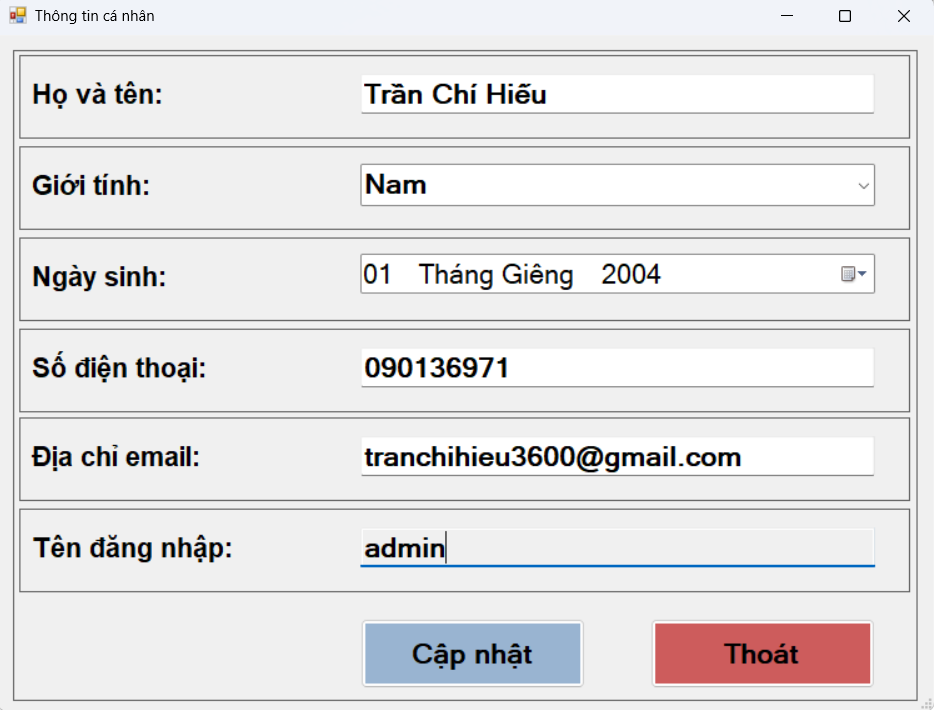 Thông tin cá nhân
Họ và tên: Trần Chí Hiếu
Giới tính: Nam
Ngày sinh: 01 Tháng Giêng 2004
Số điện thoại: 090136971
Địa chỉ email: tranchihieu3600@gmail.com
Tên đăng nhập: admin
Cập nhật Thoát